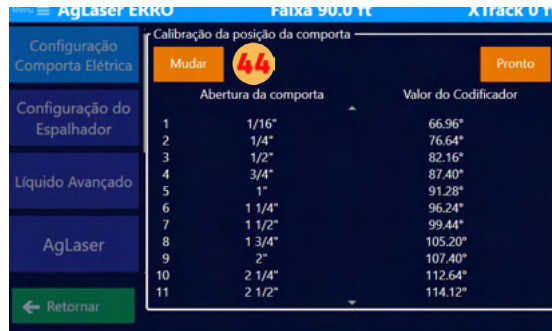 Menu ≡ AgLaser ERRO Faixa 90.0 ft XTrack 0 f
Configuração Comporta Elétrica
Configuração do Espalhador
Líquido Avançado
AgLaser
← Retornar
Calibração da posição da comporta
Mudar 44 Pronto
Abertura da comporta Valor do Codificador
1 1/16" 66.96°
2 1/4" 76.64°
3 1/2" 82.16°
4 3/4" 87.40°
5 1" 91.28°
6 1 1/4" 96.24°
7 1 1/2" 99.44°
8 1 3/4" 105.20°
9 2" 107.40°
10 2 1/4" 112.64°
11 2 1/2" 114.12°